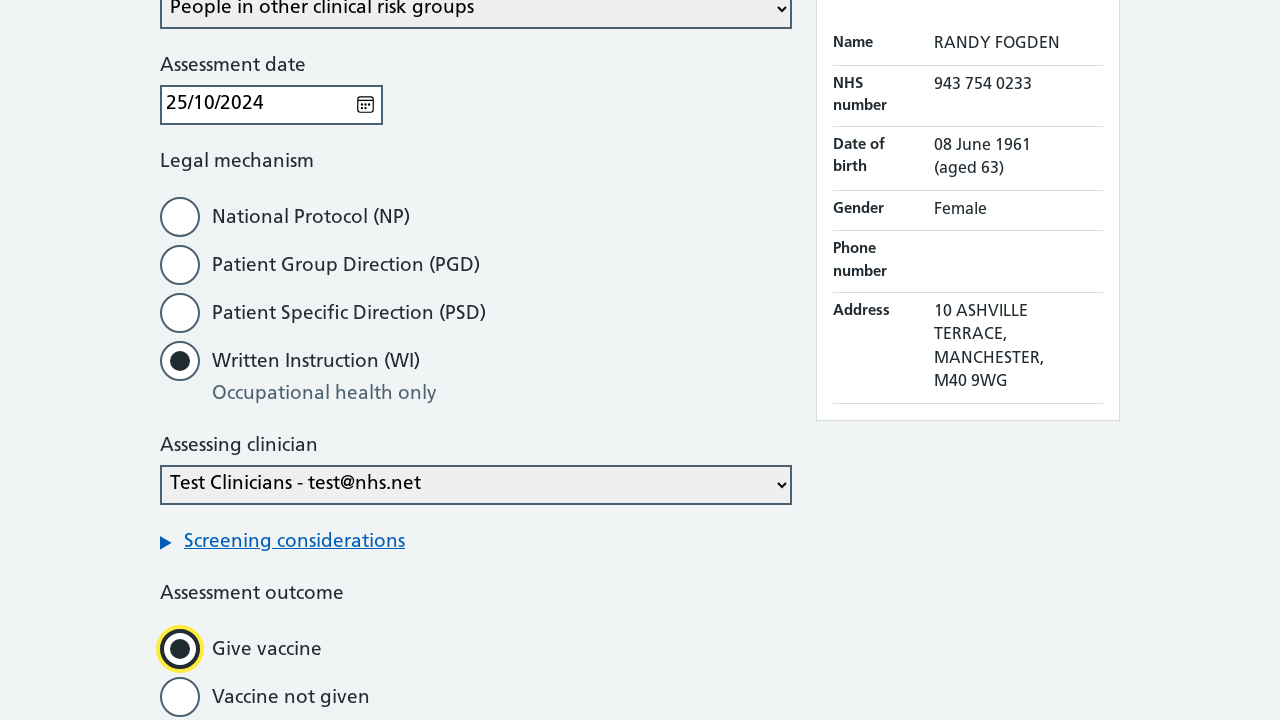 People in other clinical risk groups
Assessment date
25/10/2024
Legal mechanism
National Protocol (NP)
Patient Group Direction (PGD)
Patient Specific Direction (PSD)
Written Instruction (WI)
Occupational health only
Assessing clinician
Test Clinicians - test@nhs.net
Screening considerations
Assessment outcome
Give vaccine
Vaccine not given
Name RANDY FOGDEN
NHS number 943 754 0233
Date of birth 08 June 1961 (aged 63)
Gender Female
Phone number
Address 10 ASHVILLE
TERRACE,
MANCHESTER,
M40 9WG